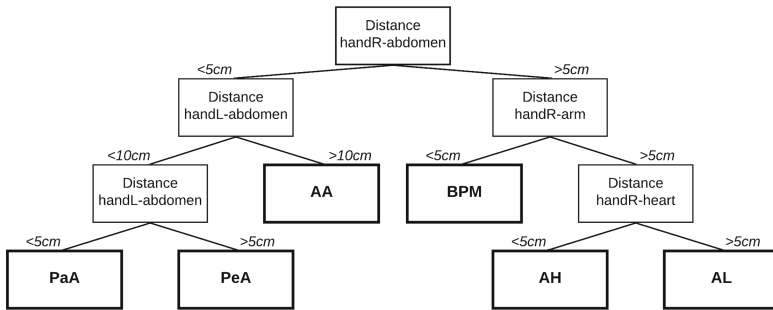 Distance
handR-abdomen
<5cm
>5cm
Distance
handL-abdomen
Distance
handR-arm
<10cm
>10cm
<5cm
>5cm
Distance
handL-abdomen
AA
BPM
Distance
handR-heart
<5cm
>5cm
<5cm
>5cm
PaA
PeA
AH
AL